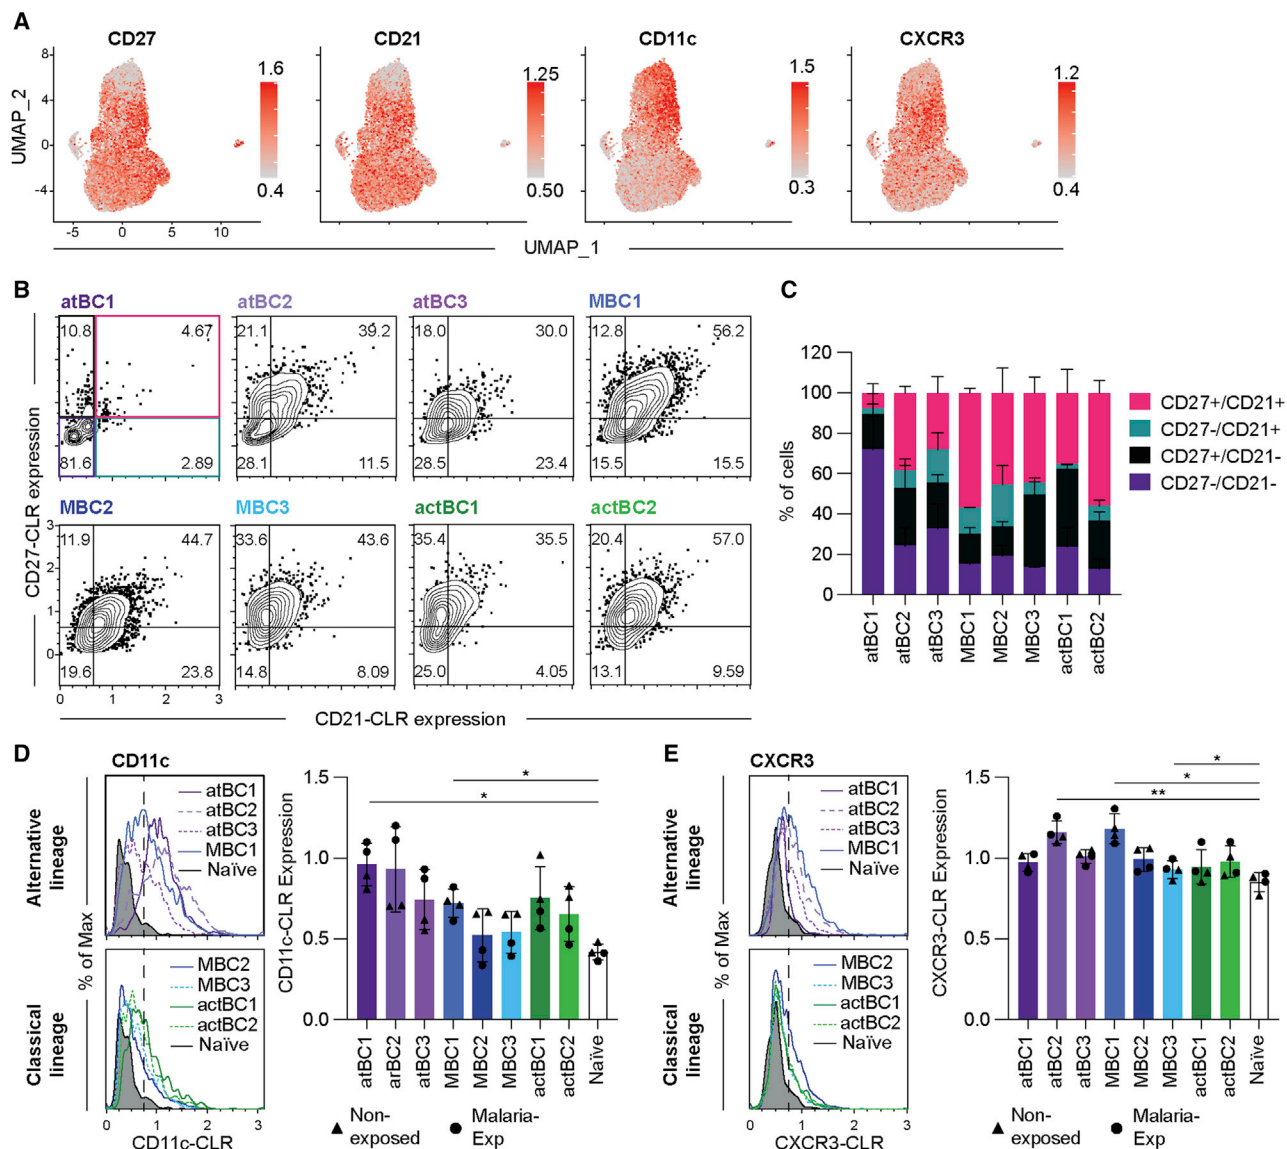 A
CD27
CD21
CD11c
CXCR3
8
4
0
-4
UMAP_2
1.6
0.4
1.25
0.50
1.5
0.3
1.2
0.4
-5 0 5 10
UMAP_1
B
atBC1
atBC2
atBC3
MBC1
10.8 4.67
81.6 2.89
21.1 39.2
28.1 11.5
18.0 30.0
28.5 23.4
12.8 56.2
15.5 15.5
CD27-CLR expression
MBC2
MBC3
actBC1
actBC2
3
2
1
0
11.9 44.7
19.6 23.8
33.6 43.6
14.8 8.09
35.4 35.5
25.0 4.05
20.4 57.0
13.1 9.59
0 1 2 3
CD21-CLR expression
C
120
100
80
60
40
20
0
% of cells
CD27+/CD21+
CD27-/CD21+
CD27+/CD21-
CD27-/CD21-
atBC1
atBC2
atBC3
MBC1
MBC2
MBC3
actBC1
actBC2
D
CD11c
Alternative lineage
Classical lineage
% of Max
atBC1
atBC2
atBC3
MBC1
Naïve
MBC2
MBC3
actBC1
actBC2
Naïve
0 1 2 3
CD11c-CLR
CD11c-CLR Expression
1.5
1.0
0.5
0.0
*
*
atBC1
arBC2
atBC3
MBC1
MBC2
MBC3
actBC1
actBC2
Naïve
Non-
exposed
Malaria-
Exp
E
CXCR3
Alternative lineage
Classical lineage
% of Max
atBC1
atBC2
atBC3
MBC1
Naïve
MBC2
MBC3
actBC1
actBC2
Naïve
0 1 2 3
CXCR3-CLR
CXCR3-CLR Expression
1.5
1.0
0.5
0.0
*
*
**
atBC1
atBC2
atBC3
MBC1
MBC2
MBC3
actBC1
actBC2
Naïve
Non-
exposed
Malaria-
Exp